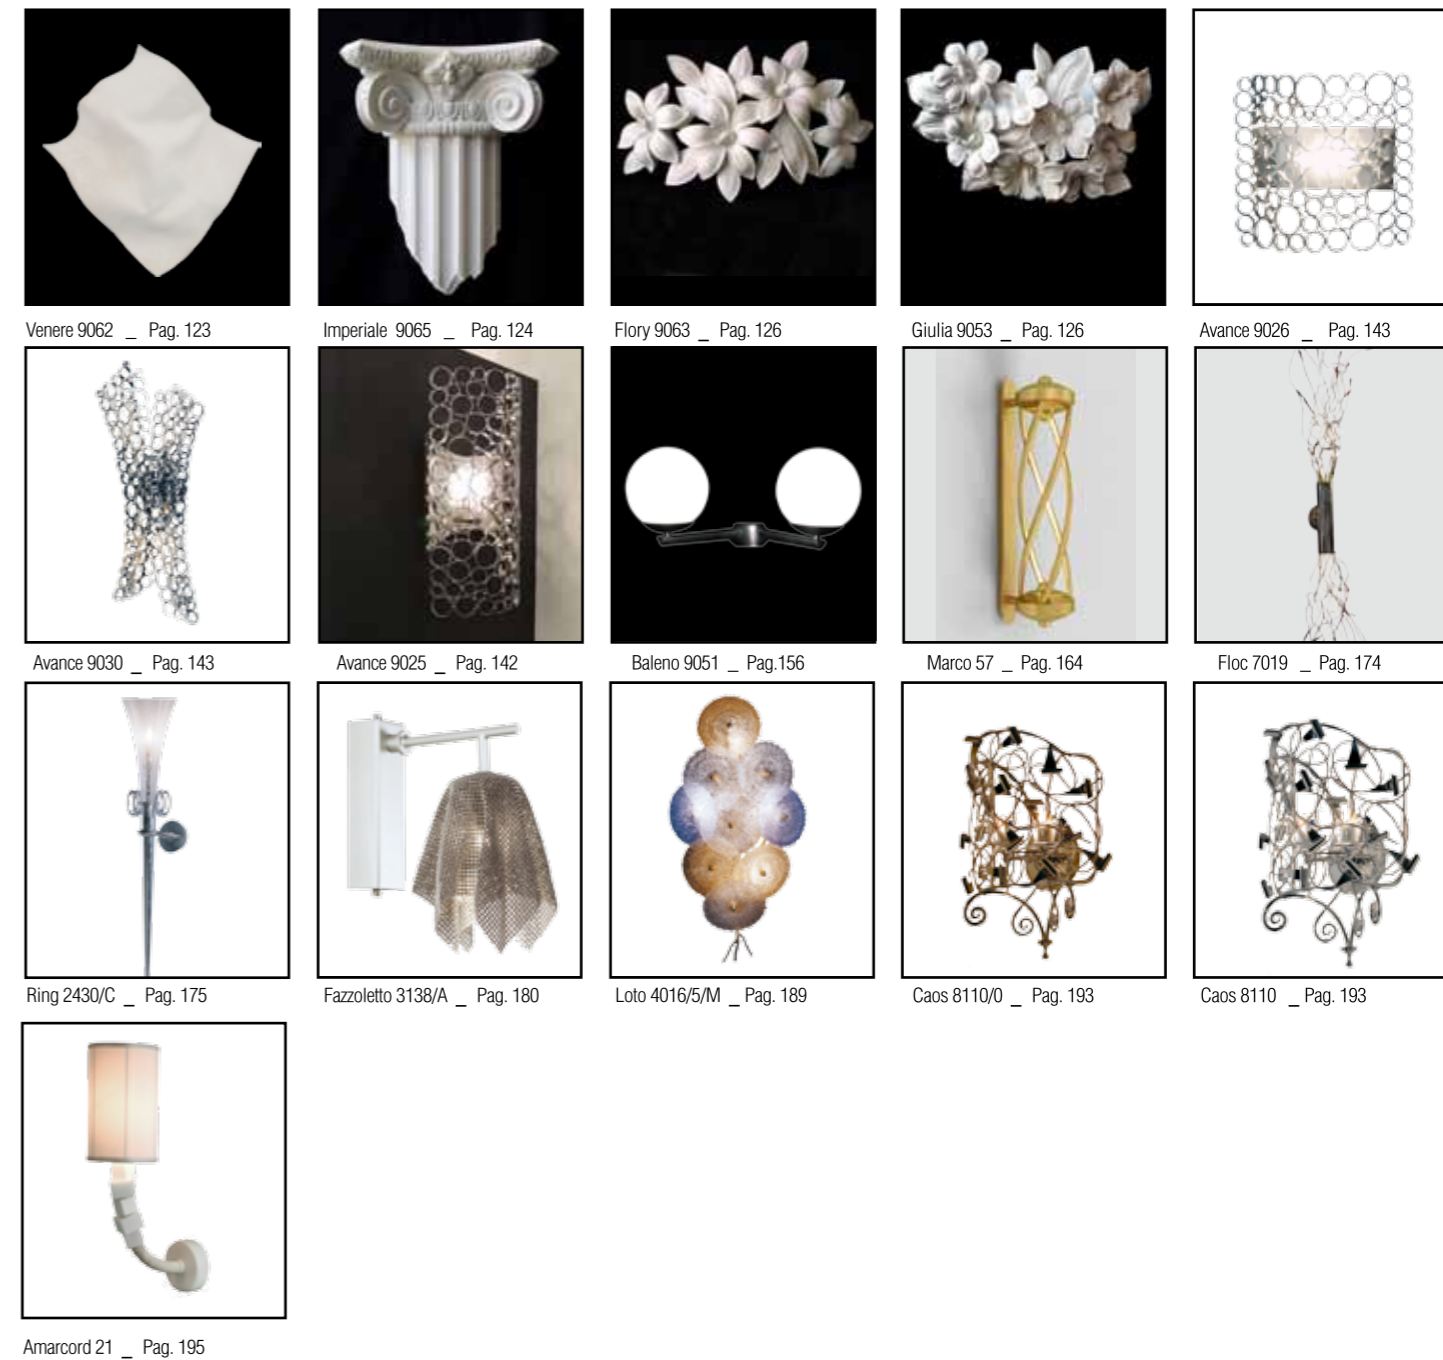 Venere 9062 _ Pag. 123
Imperiale 9065 _ Pag. 124
Flory 9063 _ Pag. 126
Giulia 9053 _ Pag. 126
Avance 9026 _ Pag. 143
Avance 9030 _ Pag. 143
Avance 9025 _ Pag. 142
Baleno 9051 _ Pag.156
Marco 57 _ Pag. 164
Floc 7019 _ Pag. 174
Ring 2430/C _ Pag. 175
Fazzoletto 3138/A _ Pag. 180
Loto 4016/5/M _ Pag. 189
Caos 8110/0 _ Pag. 193
Caos 8110 _ Pag. 193
Amarcord 21 _ Pag. 195